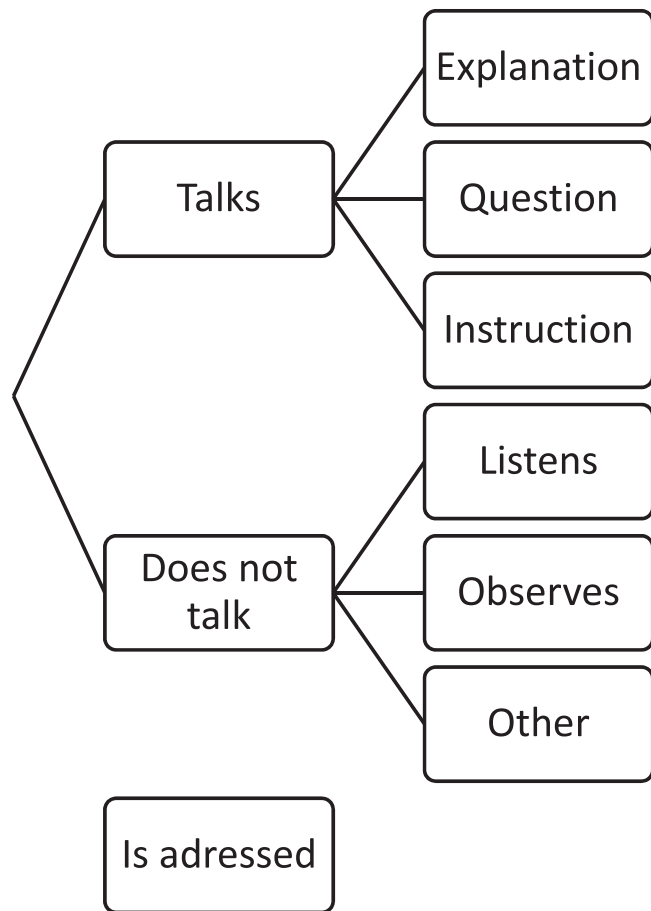 Explanation
Talks
Question
Instruction
Listens
Does not
talk
Observes
Other
Is adressed